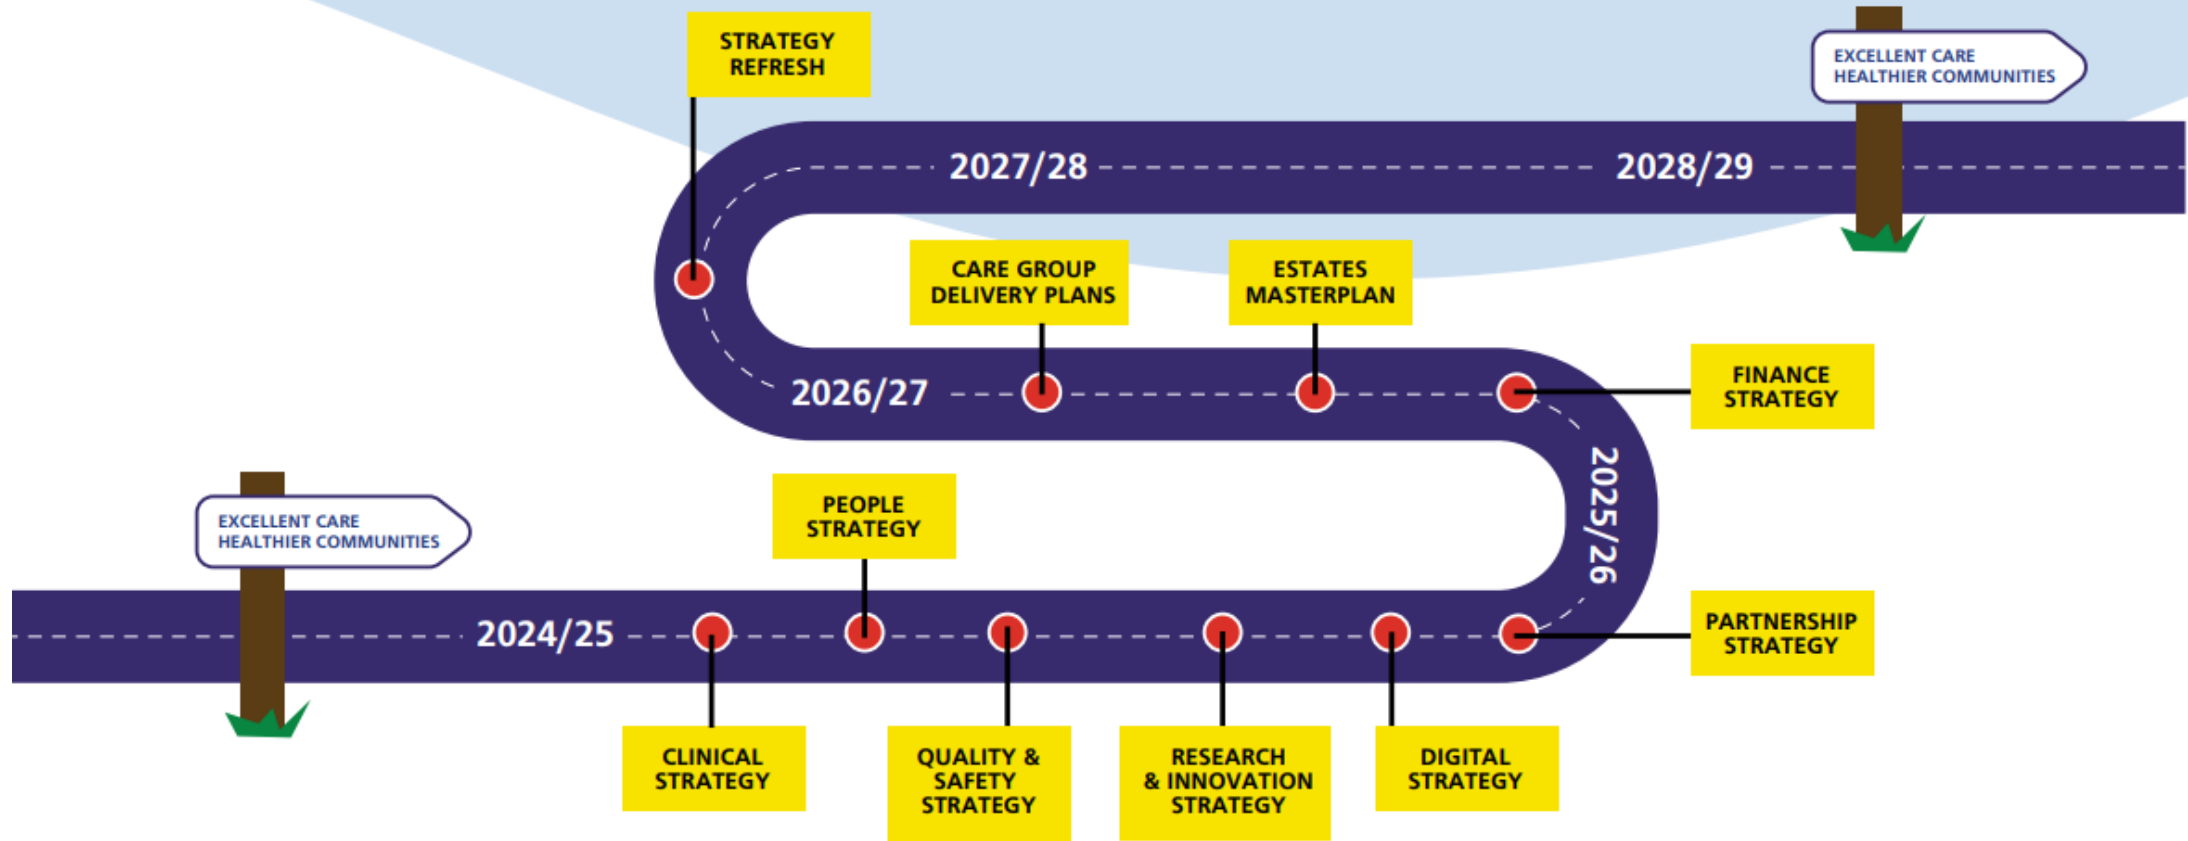 STRATEGY
REFRESH
EXCELLENT CARE
HEALTHIER COMMUNITIES
2027/28
2028/29
CARE GROUP
DELIVERY PLANS
ESTATES
MASTERPLAN
FINANCE
STRATEGY
2026/27
2025/26
PEOPLE
STRATEGY
EXCELLENT CARE
HEALTHIER COMMUNITIES
2024/25
PARTNERSHIP
STRATEGY
CLINICAL
STRATEGY
QUALITY &
SAFETY
STRATEGY
RESEARCH
& INNOVATION
STRATEGY
DIGITAL
STRATEGY